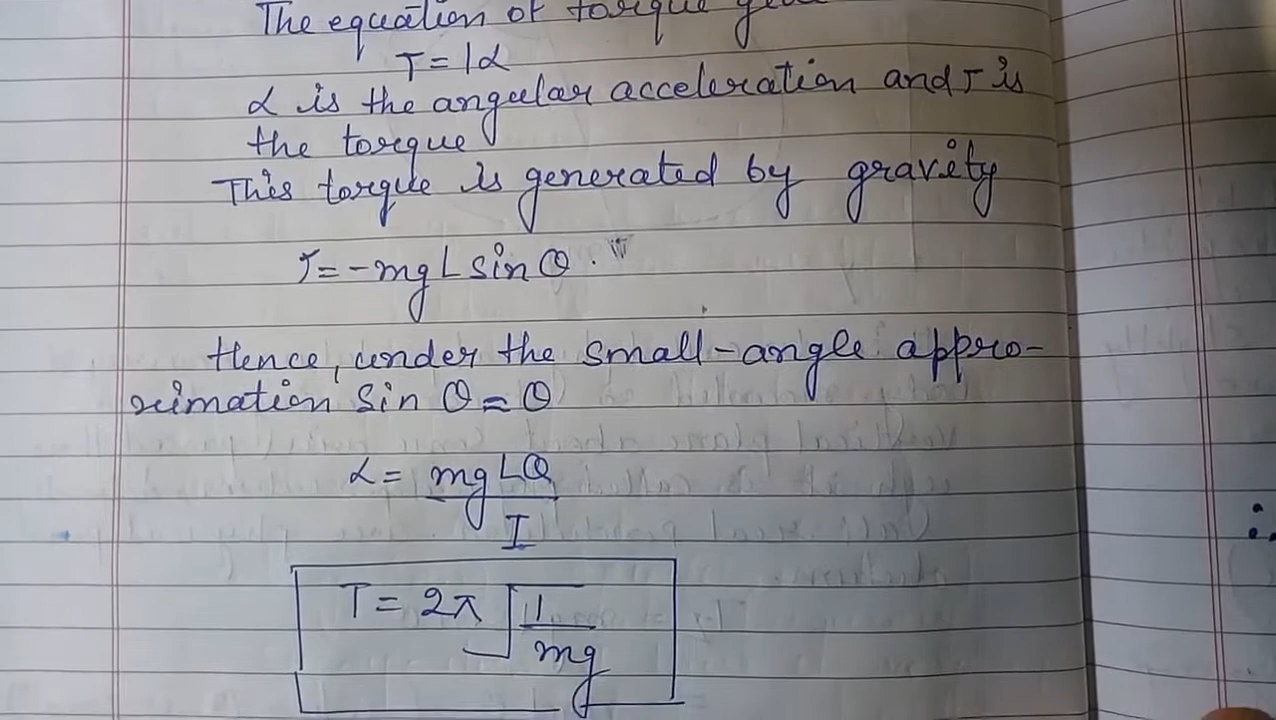 The equation of torque
T=Iα
α is the angular acceleration and τ is
the torque
This torque is generated by gravity
τ=-mgL sinθ.
Hence, under the small-angle appro-
ximation sin θ=θ
α= mgLθ
I
T= 2π √ I
mg